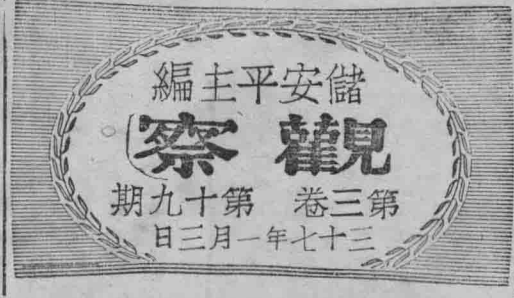 儲安平主編
觀察
第三卷 第十九期
三十七年一月三日